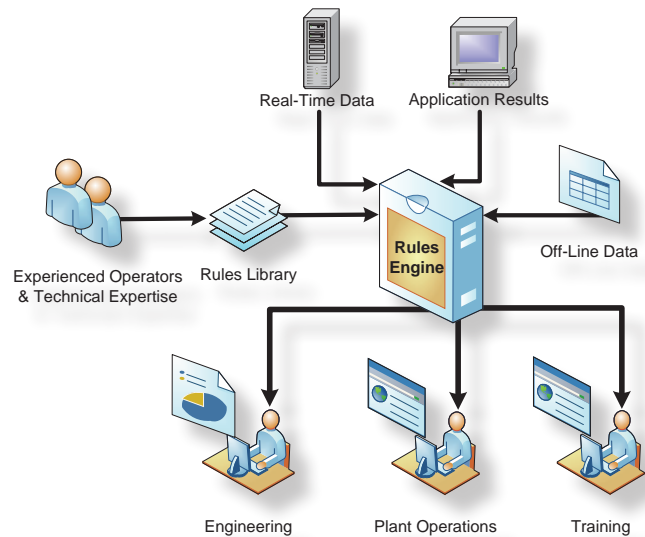 Real-Time Data
Application Results
Rules
Engine
Experienced Operators
& Technical Expertise
Rules Library
Off-Line Data
Engineering
Plant Operations
Training